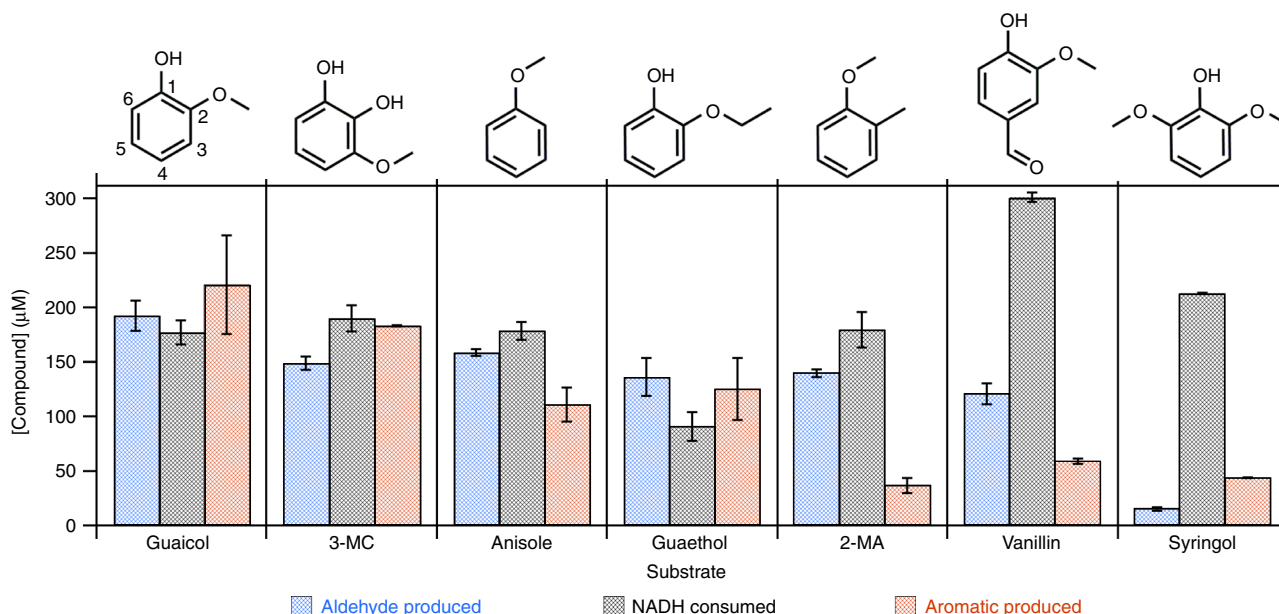 OH
1
O
2
3
4
5
6
OH
OH
O
O
OH
O
O
OH
O
O
OH
O
O
[Compound] (μM)
300
250
200
150
100
50
0
Guaicol 3-MC Anisole Guaethol 2-MA Vanillin Syringol
Substrate
Aldehyde produced NADH consumed Aromatic produced